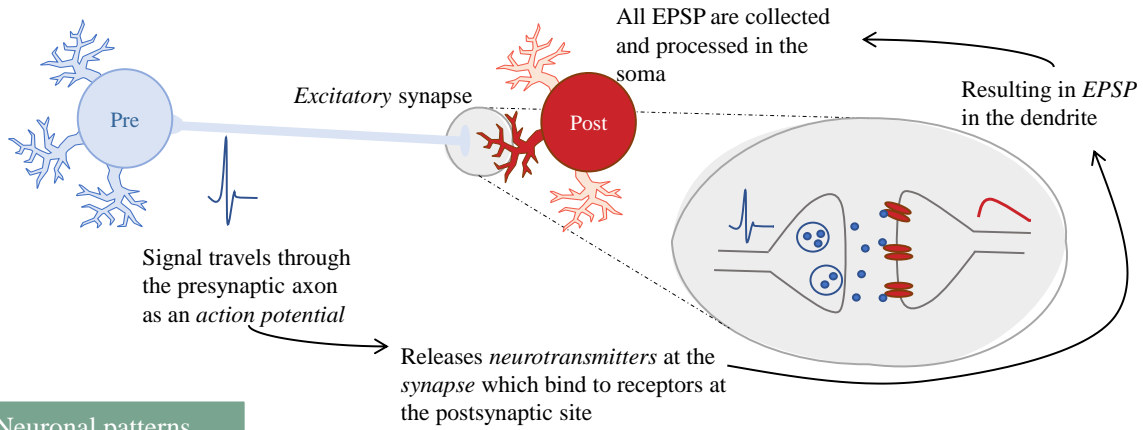 All EPSP are collected
and processed in the
soma
Resulting in EPSP
in the dendrite
Excitatory synapse
Pre
Post
Signal travels through
the presynaptic axon
as an action potential
Releases neurotransmitters at the
synapse which bind to receptors at
the postsynaptic site
Neuronal patterns